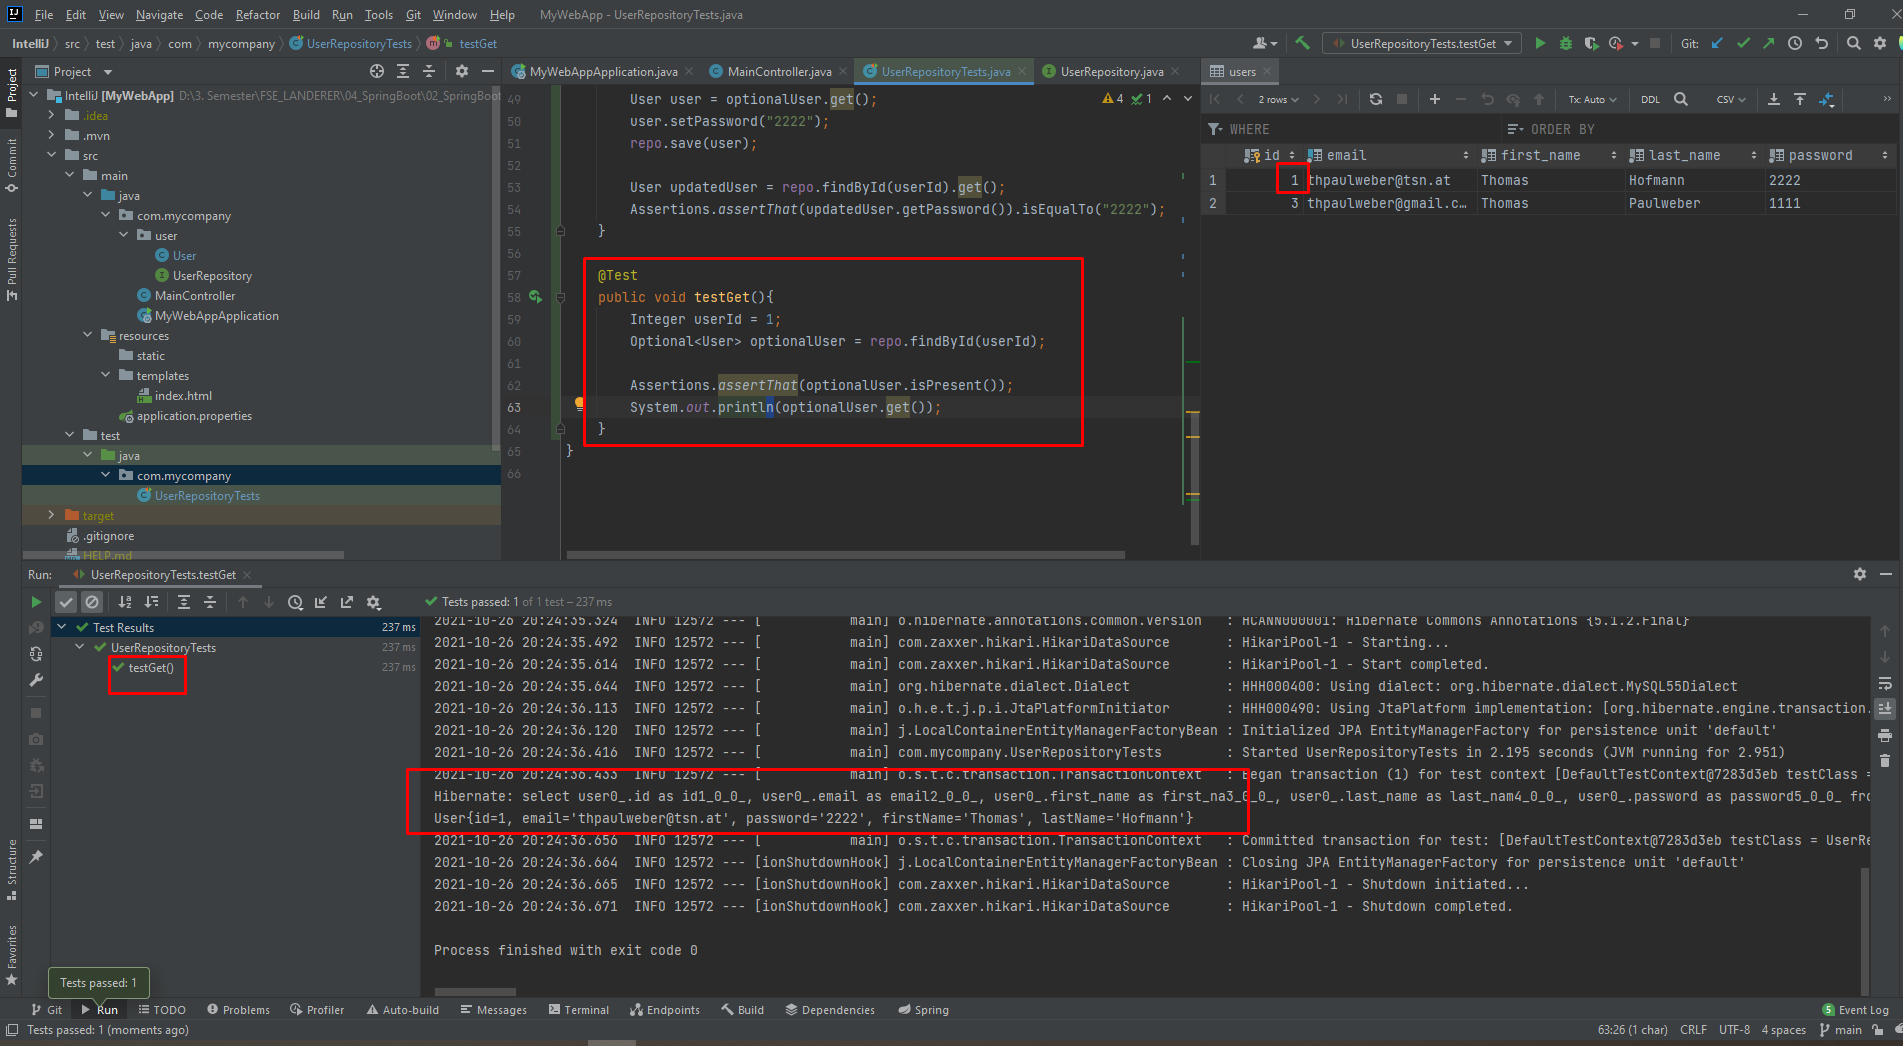 File Edit View Navigate Code Refactor Build Run Tools Git Window Help MyWebApp - UserRepositoryTests.java
IntelliJ src test java com mycompany UserRepositoryTests testGet
UserRepositoryTests.testGet
Git:
Project
Commit
Pull Requests
Structure
Favorites
Project
IntelliJ [MyWebApp] D:\3. Semester\FSE_LANDERER\04_SpringBoot\02_SpringBoot
.idea
.mvn
src
main
java
com.mycompany
user
User
UserRepository
MainController
MyWebAppApplication
resources
static
templates
index.html
application.properties
test
java
com.mycompany
UserRepositoryTests
target
.gitignore
HELP.md
MyWebAppApplication.java MainController.java UserRepositoryTests.java UserRepository.java
4 1
49 User user = optionalUser.get();
50 user.setPassword("2222");
51 repo.save(user);
52
53 User updatedUser = repo.findById(userId).get();
54 Assertions.assertThat(updatedUser.getPassword()).isEqualTo("2222");
55 }
56
57 @Test
58 public void testGet(){
59 Integer userId = 1;
60 Optional<User> optionalUser = repo.findById(userId);
61
62 Assertions.assertThat(optionalUser.isPresent());
63 System.out.println(optionalUser.get());
64 }
65 }
66
users
2 rows Tx: Auto DDL CSV
WHERE ORDER BY
id email first_name last_name password
1 1 thpaulweber@tsn.at Thomas Hofmann 2222
2 3 thpaulweber@gmail.c… Thomas Paulweber 1111
Run: UserRepositoryTests.testGet
Tests passed: 1 of 1 test – 237 ms
Test Results 237 ms
UserRepositoryTests 237 ms
testGet() 237 ms
2021-10-26 20:24:35.324 INFO 12572 --- [ main] o.hibernate.annotations.common.Version : HCANN000001: Hibernate Commons Annotations {5.1.2.Final}
2021-10-26 20:24:35.492 INFO 12572 --- [ main] com.zaxxer.hikari.HikariDataSource : HikariPool-1 - Starting...
2021-10-26 20:24:35.614 INFO 12572 --- [ main] com.zaxxer.hikari.HikariDataSource : HikariPool-1 - Start completed.
2021-10-26 20:24:35.644 INFO 12572 --- [ main] org.hibernate.dialect.Dialect : HHH000400: Using dialect: org.hibernate.dialect.MySQL55Dialect
2021-10-26 20:24:36.113 INFO 12572 --- [ main] o.h.e.t.j.p.i.JtaPlatformInitiator : HHH000490: Using JtaPlatform implementation: [org.hibernate.engine.transaction.
2021-10-26 20:24:36.120 INFO 12572 --- [ main] j.LocalContainerEntityManagerFactoryBean : Initialized JPA EntityManagerFactory for persistence unit 'default'
2021-10-26 20:24:36.416 INFO 12572 --- [ main] com.mycompany.UserRepositoryTests : Started UserRepositoryTests in 2.195 seconds (JVM running for 2.951)
2021-10-26 20:24:36.433 INFO 12572 --- [ main] o.s.t.c.transaction.TransactionContext : Began transaction (1) for test context [DefaultTestContext@7283d3eb testClass =
Hibernate: select user0_.id as id1_0_0_, user0_.email as email2_0_0_, user0_.first_name as first_na3_0_0_, user0_.last_name as last_nam4_0_0_, user0_.password as password5_0_0_ fro
User{id=1, email='thpaulweber@tsn.at', password='2222', firstName='Thomas', lastName='Hofmann'}
2021-10-26 20:24:36.656 INFO 12572 --- [ main] o.s.t.c.transaction.TransactionContext : Committed transaction for test: [DefaultTestContext@7283d3eb testClass = UserRe
2021-10-26 20:24:36.664 INFO 12572 --- [ionShutdownHook] j.LocalContainerEntityManagerFactoryBean : Closing JPA EntityManagerFactory for persistence unit 'default'
2021-10-26 20:24:36.665 INFO 12572 --- [ionShutdownHook] com.zaxxer.hikari.HikariDataSource : HikariPool-1 - Shutdown initiated...
2021-10-26 20:24:36.671 INFO 12572 --- [ionShutdownHook] com.zaxxer.hikari.HikariDataSource : HikariPool-1 - Shutdown completed.
Process finished with exit code 0
Tests passed: 1
Git Run TODO Problems Profiler Auto-build Messages Terminal Endpoints Build Dependencies Spring 5 Event Log
Tests passed: 1 (moments ago) 63:26 (1 char) CRLF UTF-8 4 spaces main